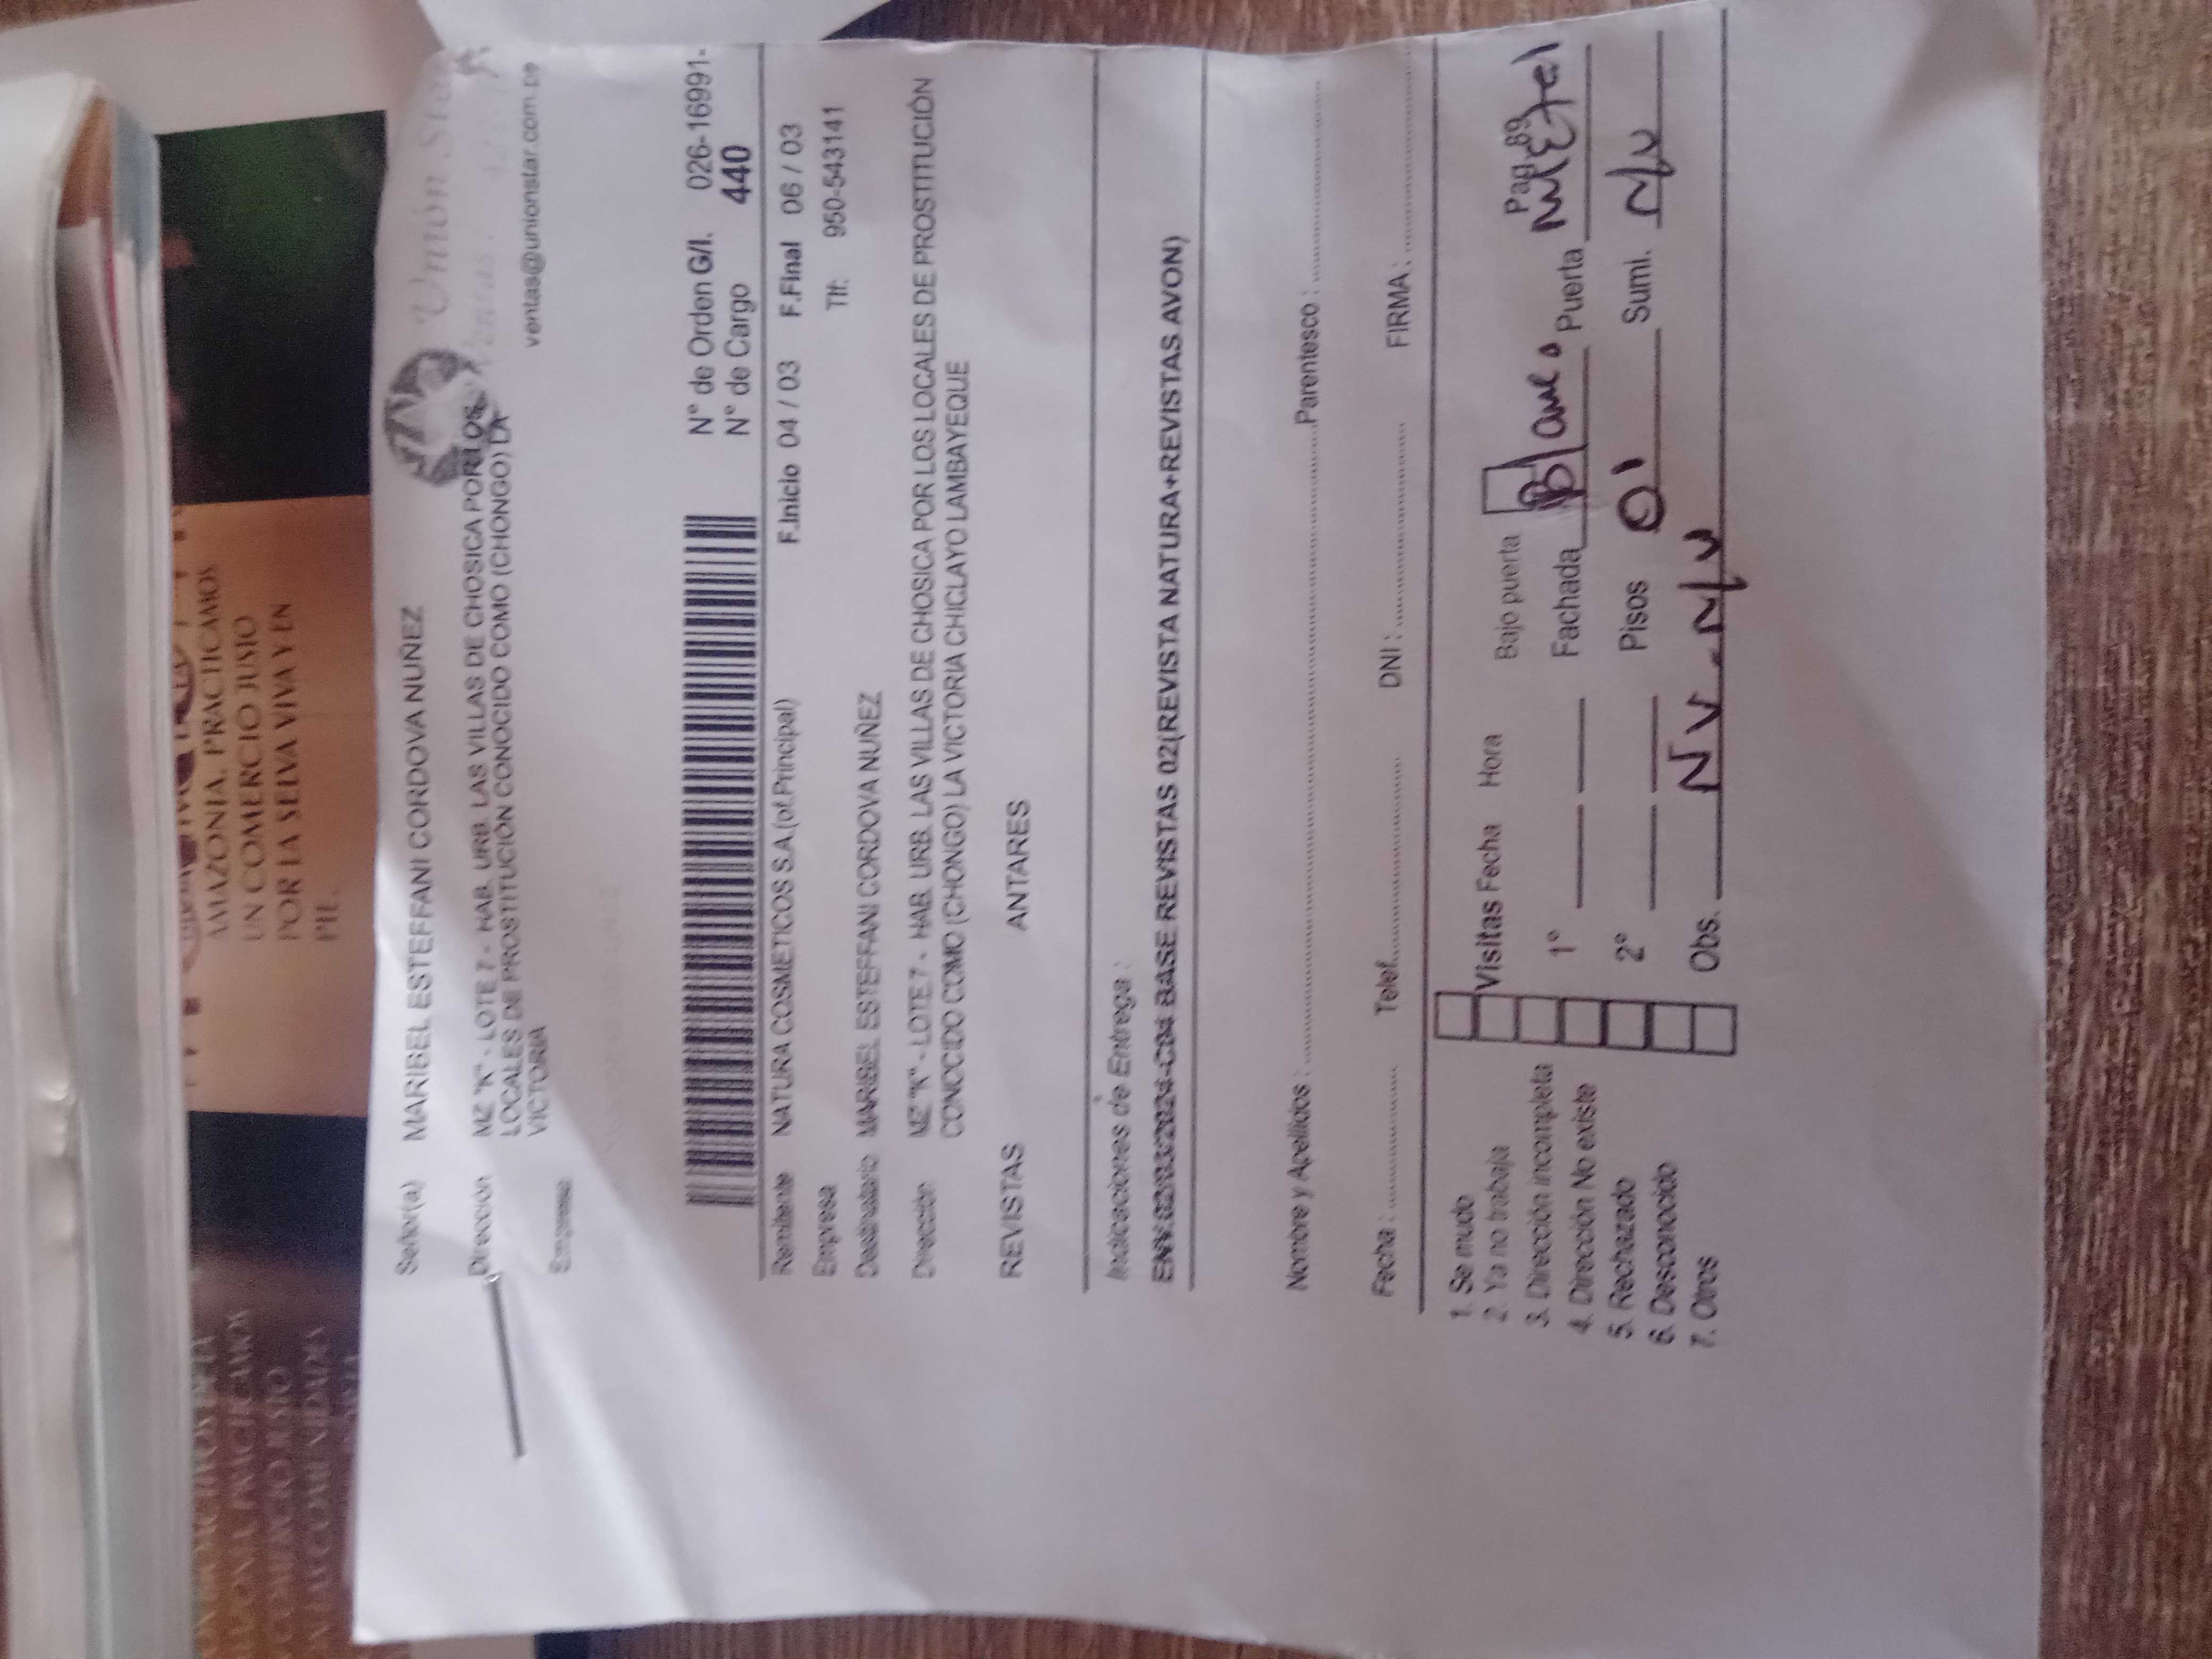 AMAZONIA, PRACTICAMOS
UN COMERCIO JUSTO
POR LA SELVA VIVA Y EN
Unión Star
ventas@unionstar.com.pe
Señor(a) MARIBEL ESTEFFANI CORDOVA NUÑEZ
Dirección MZ "K" - LOTE 7 - HAB. URB. LAS VILLAS DE CHOSICA POR LOS
LOCALES DE PROSTITUCIÓN CONOCIDO COMO (CHONGO) LA
VICTORIA
Empresa
N° de Orden G/I. 026-16991-
N° de Cargo 440
F.Inicio 04 / 03 F.Final 06 / 03
Remitente NATURA COSMETICOS S.A.(of.Principal)
Empresa Tlf: 950-543141
Destinatario MARIBEL ESTEFFANI CORDOVA NUÑEZ
Dirección MZ "K" - LOTE 7 - HAB. URB. LAS VILLAS DE CHOSICA POR LOS LOCALES DE PROSTITUCIÓN
CONOCIDO COMO (CHONGO) LA VICTORIA CHICLAYO LAMBAYEQUE
REVISTAS ANTARES
Indicaciones de Entrega :
BASE REVISTAS 02(REVISTA NATURA+REVISTAS AVON)
Nombre y Apellidos : Parentesco :
Fecha : Telef. DNI : FIRMA :
1. Se mudo
2. Ya no trabaja
3. Dirección incompleta
4. Dirección No existe
5. Rechazado
6. Desconocido
7. Otros
Visitas Fecha Hora
1°
2°
Obs. NV-N/V
Bajo puerta Pag.89
Fachada Puerta
Pisos 01 Sumi. N/V